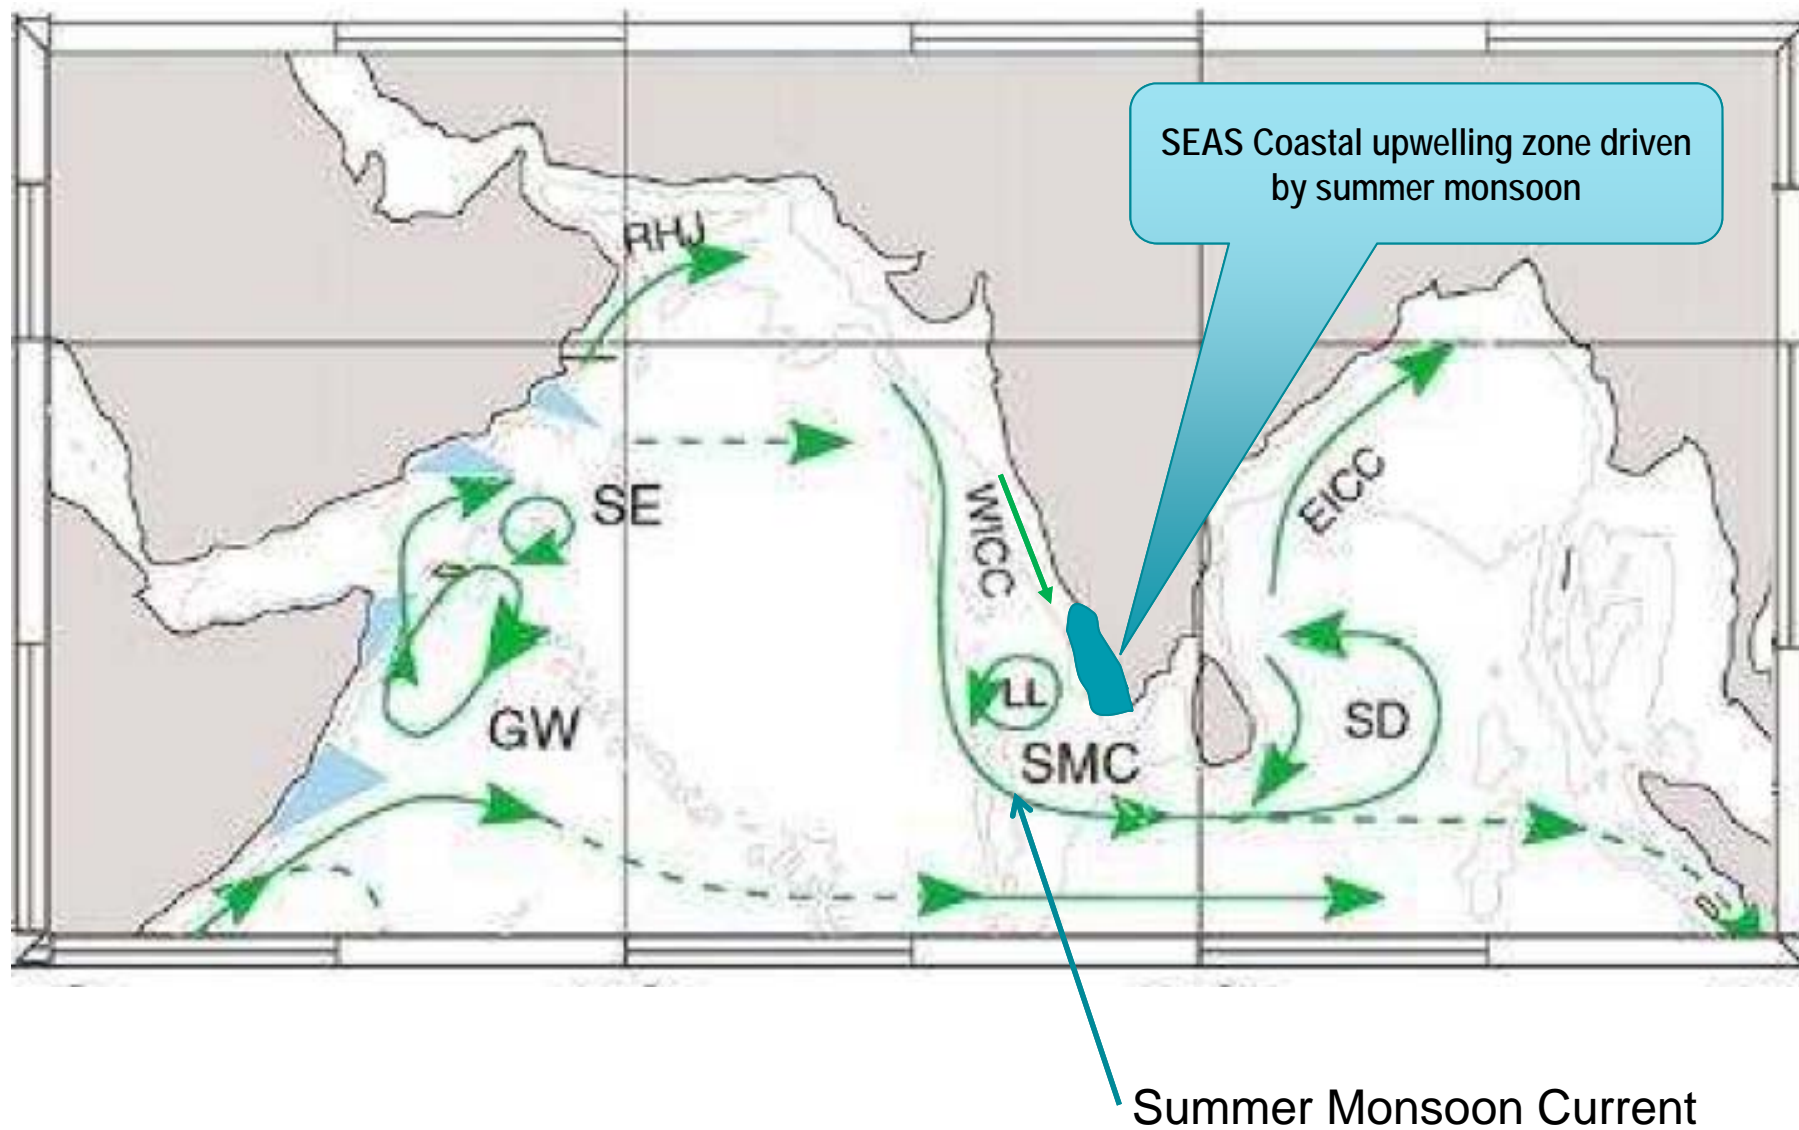 SEAS Coastal upwelling zone driven
by summer monsoon
RHJ
SE
WICC
EICC
GW
LL
SMC
SD
Summer Monsoon Current